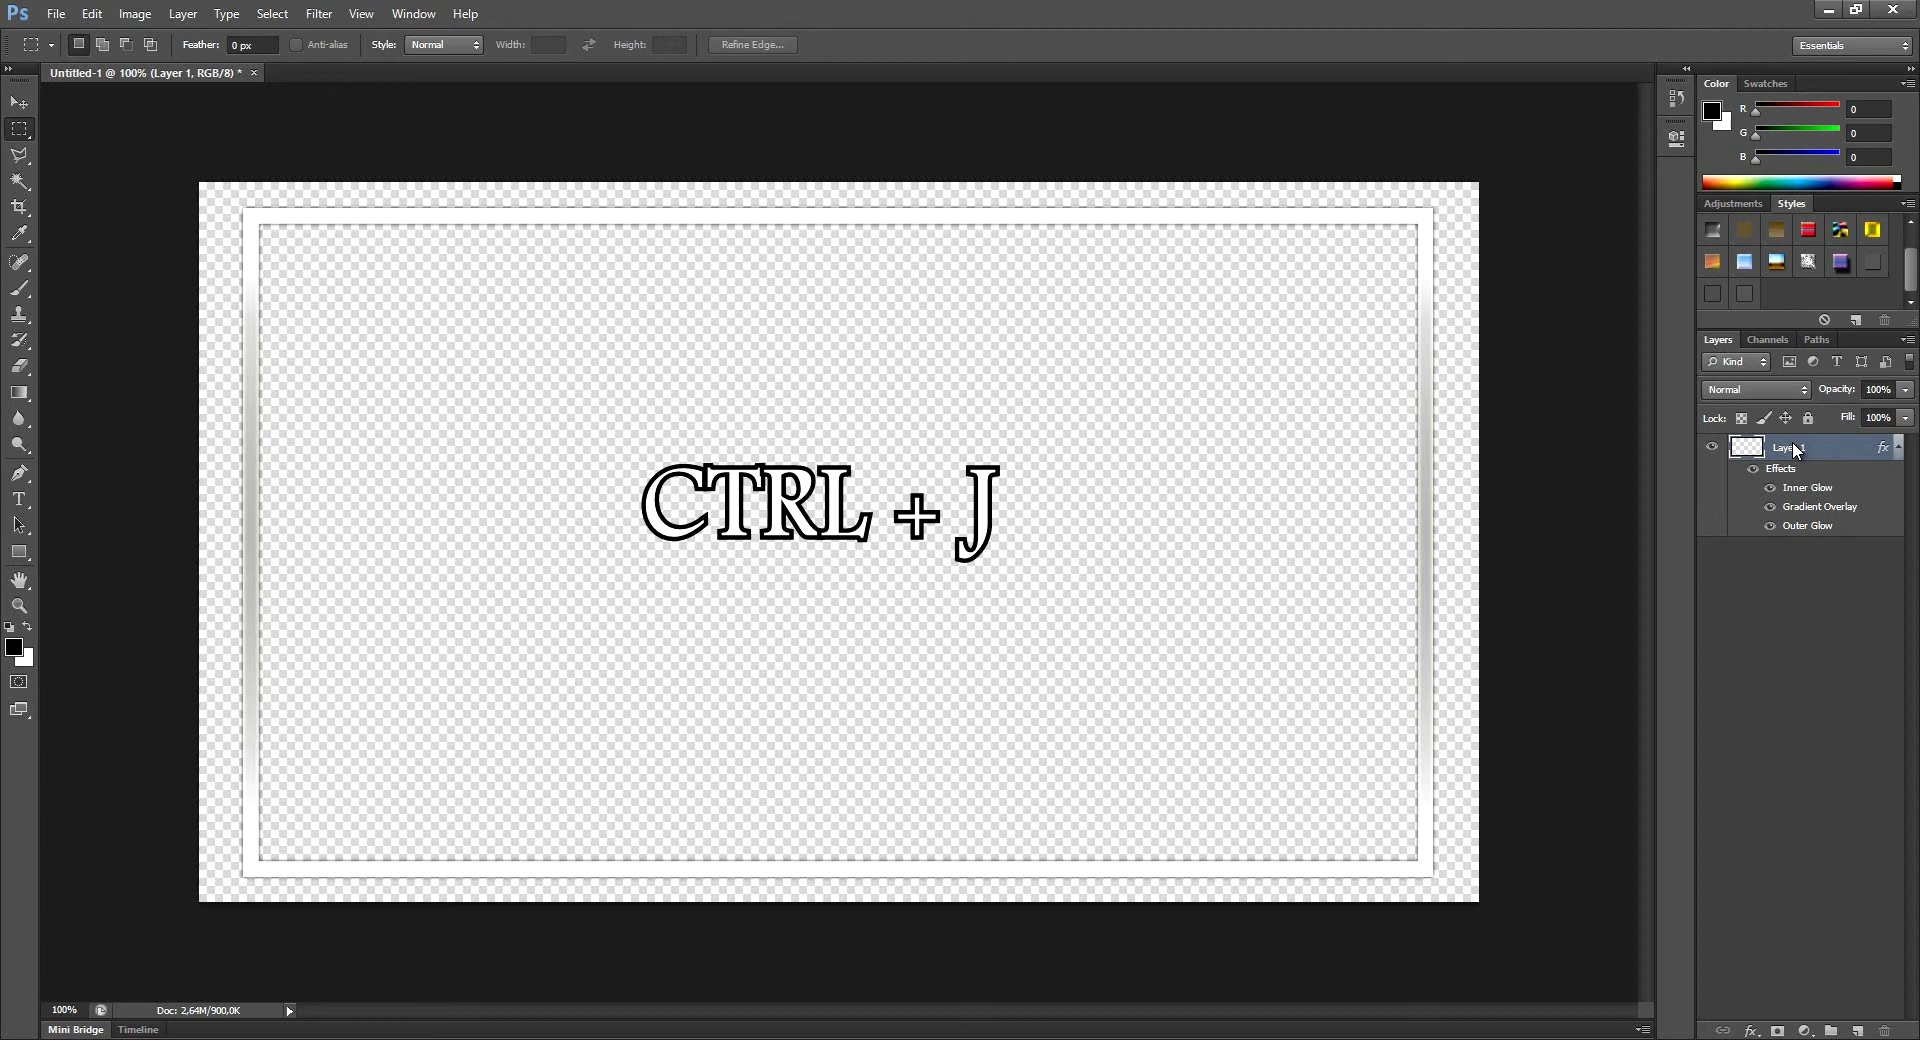 Ps File Edit Image Layer Type Select Filter View Window Help
Feather: 0 px Anti-alias Style: Normal Width: Height: Refine Edge... Essentials
Untitled-1 @ 100% (Layer 1, RGB/8) * ×
Color Swatches
R 0
G 0
B 0
Adjustments Styles
Layers Channels Paths
Kind
Normal Opacity: 100%
Lock: Fill: 100%
Layer 1 fx
Effects
Inner Glow
Gradient Overlay
Outer Glow
CTRL + J
100% Doc: 2,64M/900,0K
Mini Bridge Timeline